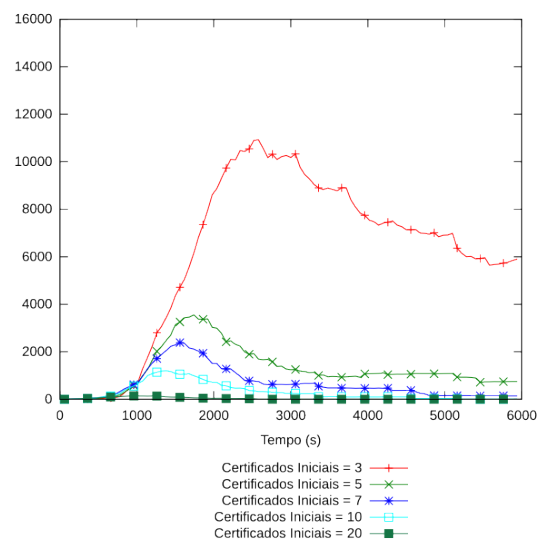 16000
14000
12000
10000
8000
6000
4000
2000
0
0 1000 2000 3000 4000 5000 6000
Tempo (s)
Certificados Iniciais = 3
Certificados Iniciais = 5
Certificados Iniciais = 7
Certificados Iniciais = 10
Certificados Iniciais = 20